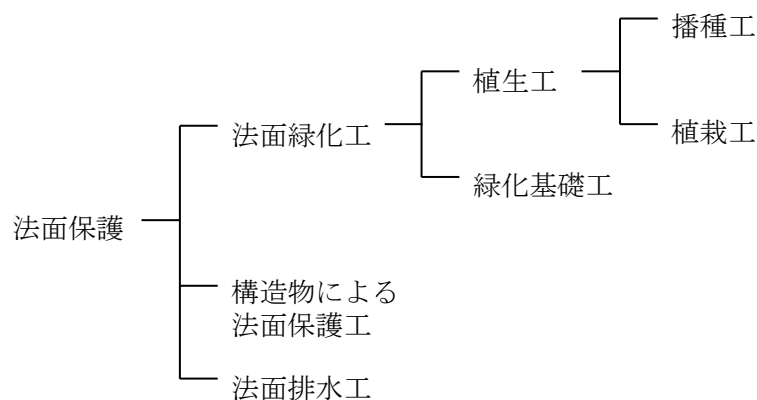 播種工
植生工
植栽工
法面緑化工
緑化基礎工
法面保護
構造物による
法面保護工
法面排水工